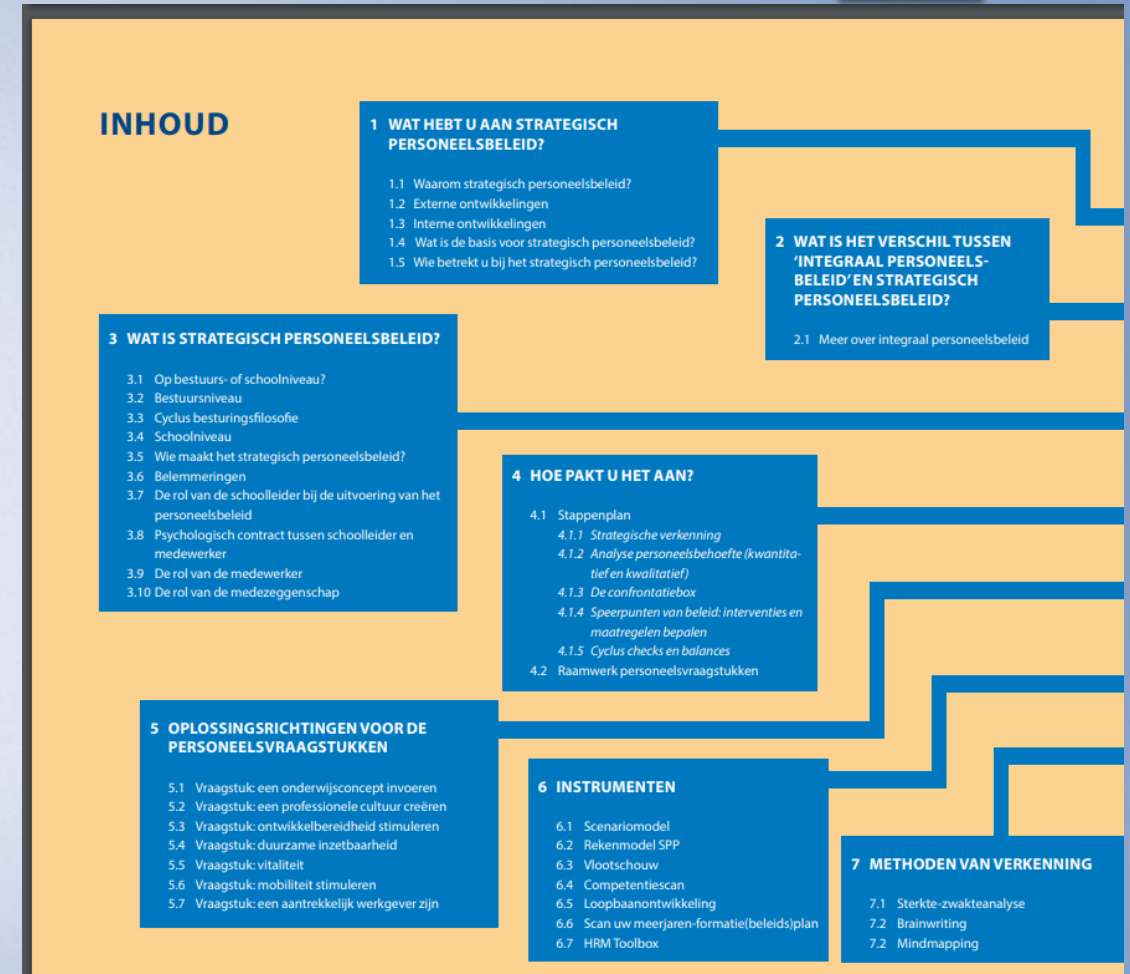 INHOUD
1 WAT HEBT U AAN STRATEGISCH
PERSONEELSBELEID?
1.1 Waarom strategisch personeelsbeleid?
1.2 Externe ontwikkelingen
1.3 Interne ontwikkelingen
1.4 Wat is de basis voor strategisch personeelsbeleid?
1.5 Wie betrekt u bij het strategisch personeelsbeleid?
2 WAT IS HET VERSCHIL TUSSEN
‘INTEGRAAL PERSONEELS-
BELEID’ EN STRATEGISCH
PERSONEELSBELEID?
2.1 Meer over integraal personeelsbeleid
3 WAT IS STRATEGISCH PERSONEELSBELEID?
3.1 Op bestuurs- of schoolniveau?
3.2 Bestuursniveau
3.3 Cyclus besturingsfilosofie
3.4 Schoolniveau
3.5 Wie maakt het strategisch personeelsbeleid?
3.6 Belemmeringen
3.7 De rol van de schoolleider bij de uitvoering van het
personeelsbeleid
3.8 Psychologisch contract tussen schoolleider en
medewerker
3.9 De rol van de medewerker
3.10 De rol van de medezeggenschap
4 HOE PAKT U HET AAN?
4.1 Stappenplan
4.1.1 Strategische verkenning
4.1.2 Analyse personeelsbehoefte (kwantita-
tief en kwalitatief)
4.1.3 De confrontatiebox
4.1.4 Speerpunten van beleid: interventies en
maatregelen bepalen
4.1.5 Cyclus checks en balances
4.2 Raamwerk personeelsvraagstukken
5 OPLOSSINGSRICHTINGEN VOOR DE
PERSONEELSVRAAGSTUKKEN
5.1 Vraagstuk: een onderwijsconcept invoeren
5.2 Vraagstuk: een professionele cultuur creëren
5.3 Vraagstuk: ontwikkelbereidheid stimuleren
5.4 Vraagstuk: duurzame inzetbaarheid
5.5 Vraagstuk: vitaliteit
5.6 Vraagstuk: mobiliteit stimuleren
5.7 Vraagstuk: een aantrekkelijk werkgever zijn
6 INSTRUMENTEN
6.1 Scenariomodel
6.2 Rekenmodel SPP
6.3 Vlootschouw
6.4 Competentiescan
6.5 Loopbaanontwikkeling
6.6 Scan uw meerjaren-formatie(beleids)plan
6.7 HRM Toolbox
7 METHODEN VAN VERKENNING
7.1 Sterkte-zwakteanalyse
7.2 Brainwriting
7.2 Mindmapping